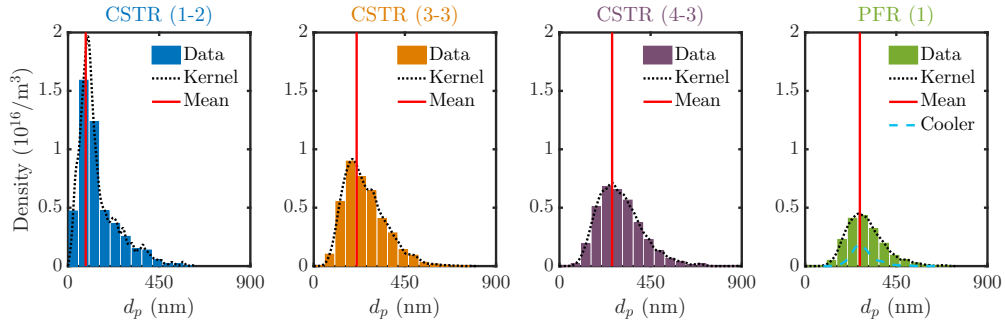 CSTR (1-2)
CSTR (3-3)
CSTR (4-3)
PFR (1)
Density (10^16/m^3)
2
1.5
1
0.5
0
0 450 900
d_p (nm)
Data
Kernel
Mean
2
1.5
1
0.5
0
0 450 900
d_p (nm)
Data
Kernel
Mean
2
1.5
1
0.5
0
0 450 900
d_p (nm)
Data
Kernel
Mean
2
1.5
1
0.5
0
0 450 900
d_p (nm)
Data
Kernel
Mean
Cooler